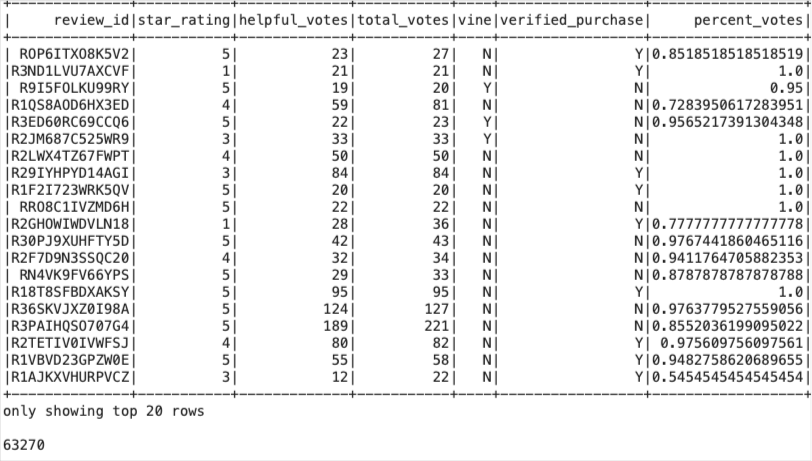 +--------------+-----------+-------------+-----------+----+-----------------+------------------+
|     review_id|star_rating|helpful_votes|total_votes|vine|verified_purchase|     percent_votes|
+--------------+-----------+-------------+-----------+----+-----------------+------------------+
| ROP6ITXO8K5V2|          5|           23|         27|   N|                Y|0.8518518518518519|
|R3ND1LVU7AXCVF|          1|           21|         21|   N|                Y|               1.0|
| R9I5FOLKU99RY|          5|           19|         20|   Y|                N|              0.95|
|R1QS8AOD6HX3ED|          4|           59|         81|   N|                N|0.7283950617283951|
|R3ED60RC69CCQ6|          5|           22|         23|   Y|                N|0.9565217391304348|
|R2JM687C525WR9|          3|           33|         33|   Y|                N|               1.0|
|R2LWX4TZ67FWPT|          4|           50|         50|   N|                N|               1.0|
|R29IYHPYD14AGI|          3|           84|         84|   N|                Y|               1.0|
|R1F2I723WRK5QV|          5|           20|         20|   N|                Y|               1.0|
| RRO8C1IVZMD6H|          5|           22|         22|   N|                N|               1.0|
|R2GHOWIWDVLN18|          1|           28|         36|   N|                Y|0.7777777777777778|
|R30PJ9XUHFTY5D|          5|           42|         43|   N|                N|0.9767441860465116|
|R2F7D9N3SSQC20|          4|           32|         34|   N|                N|0.9411764705882353|
| RN4VK9FV66YPS|          5|           29|         33|   N|                N|0.8787878787878788|
|R18T8SFBDXAKSY|          5|           95|         95|   N|                Y|               1.0|
|R36SKVJXZ0I98A|          5|          124|        127|   N|                N|0.9763779527559056|
|R3PAIHQSO707G4|          5|          189|        221|   N|                N|0.8552036199095022|
|R2TETIV0IVWFSJ|          4|           80|         82|   N|                Y| 0.975609756097561|
|R1VBVD23GPZW0E|          5|           55|         58|   N|                Y|0.9482758620689655|
|R1AJKXVHURPVCZ|          3|           12|         22|   N|                Y|0.5454545454545454|
+--------------+-----------+-------------+-----------+----+-----------------+------------------+
only showing top 20 rows
63270